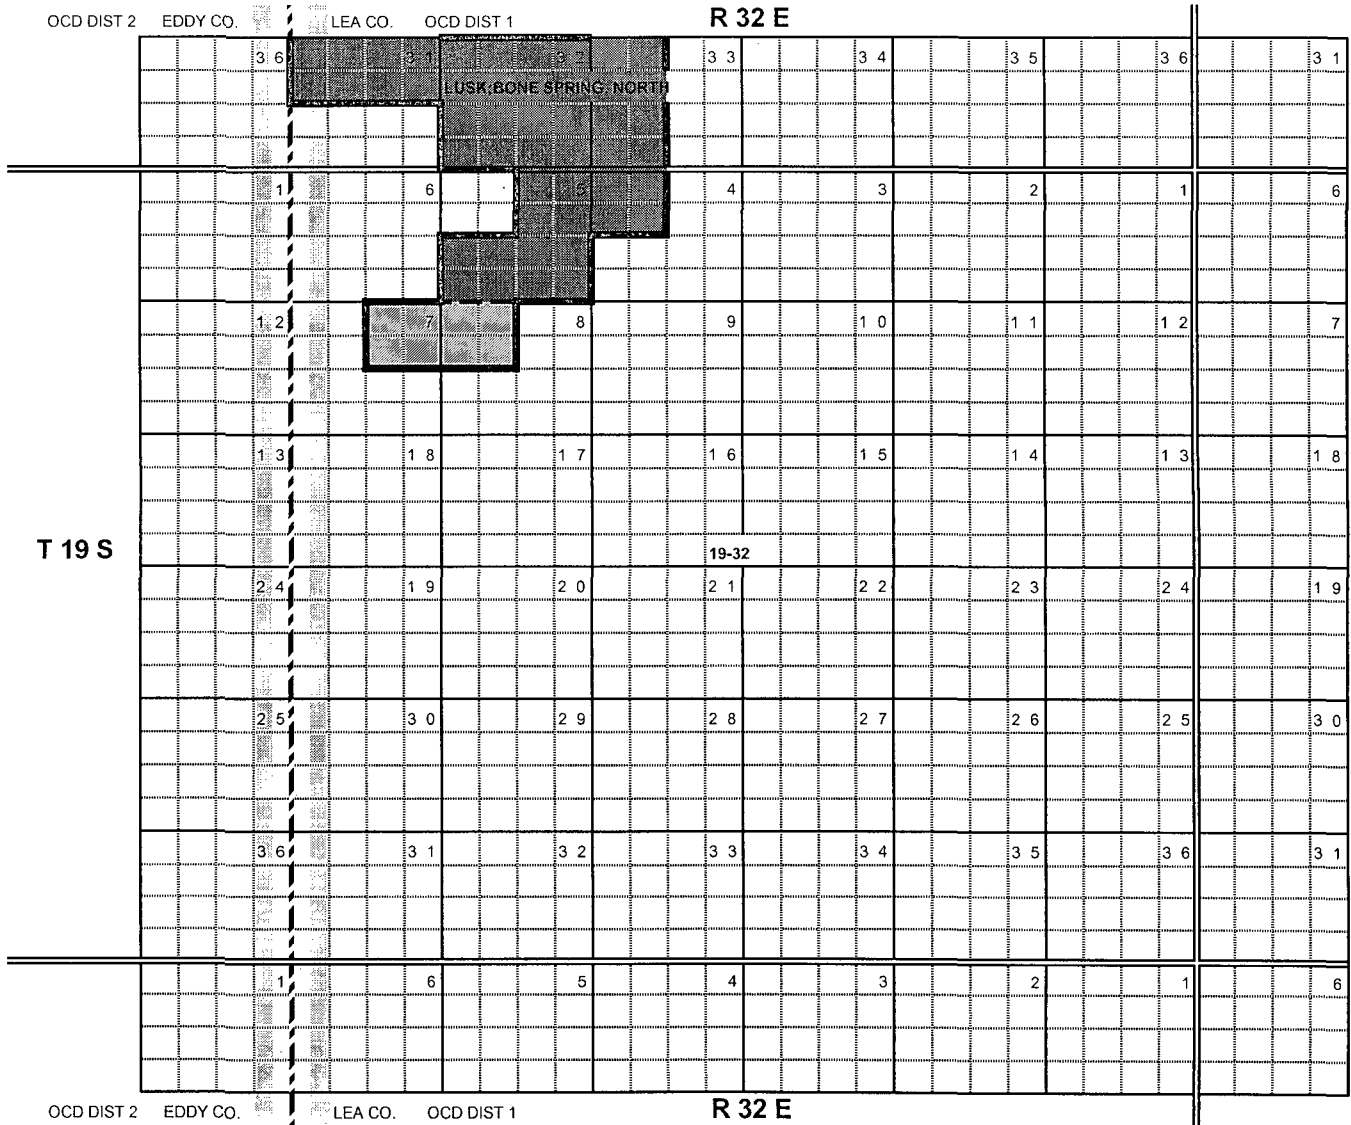 OCD DIST 2 EDDY CO. LEA CO. OCD DIST 1 R 32 E
36 31 32 33 34 35 36 31
LUSK;BONE SPRING, NORTH
1 6 5 4 3 2 1 6
12 7 8 9 10 11 12 7
13 18 17 16 15 14 13 18
T 19 S
19-32
24 19 20 21 22 23 24 19
25 30 29 28 27 26 25 30
36 31 32 33 34 35 36 31
1 6 5 4 3 2 1 6
OCD DIST 2 EDDY CO. LEA CO. OCD DIST 1 R 32 E